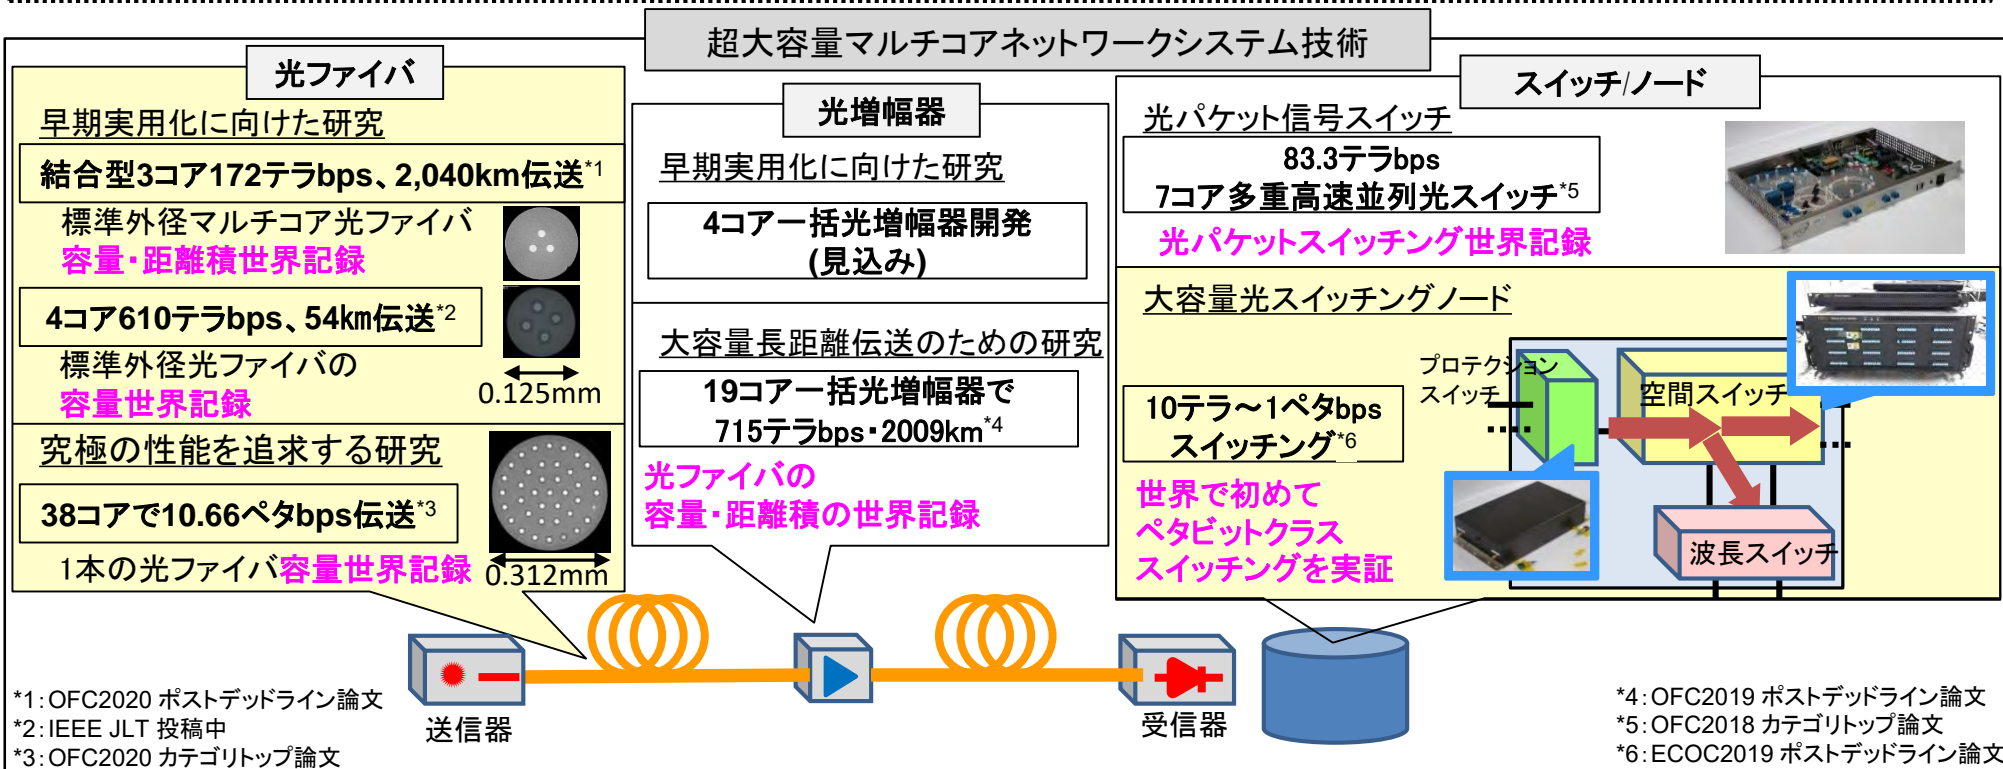 超大容量マルチコアネットワークシステム技術
光ファイバ
早期実用化に向けた研究
結合型3コア172テラbps、2,040km伝送*1
標準外径マルチコア光ファイバ
容量・距離積世界記録
4コア610テラbps、54㎞伝送*2
標準外径光ファイバの
容量世界記録
0.125mm
究極の性能を追求する研究
38コアで10.66ペタbps伝送*3
1本の光ファイバ容量世界記録
0.312mm
光増幅器
早期実用化に向けた研究
4コア一括光増幅器開発
(見込み)
大容量長距離伝送のための研究
19コア一括光増幅器で
715テラbps・2009km*4
光ファイバの
容量・距離積の世界記録
スイッチ/ノード
光パケット信号スイッチ
83.3テラbps
7コア多重高速並列光スイッチ*5
光パケットスイッチング世界記録
大容量光スイッチングノード
10テラ～1ペタbps
スイッチング*6
世界で初めて
ペタビットクラス
スイッチングを実証
プロテクション
スイッチ
空間スイッチ
波長スイッチ
送信器
受信器
*1：OFC2020 ポストデッドライン論文
*2：IEEE JLT 投稿中
*3：OFC2020 カテゴリトップ論文
*4：OFC2019 ポストデッドライン論文
*5：OFC2018 カテゴリトップ論文
*6：ECOC2019 ポストデッドライン論文